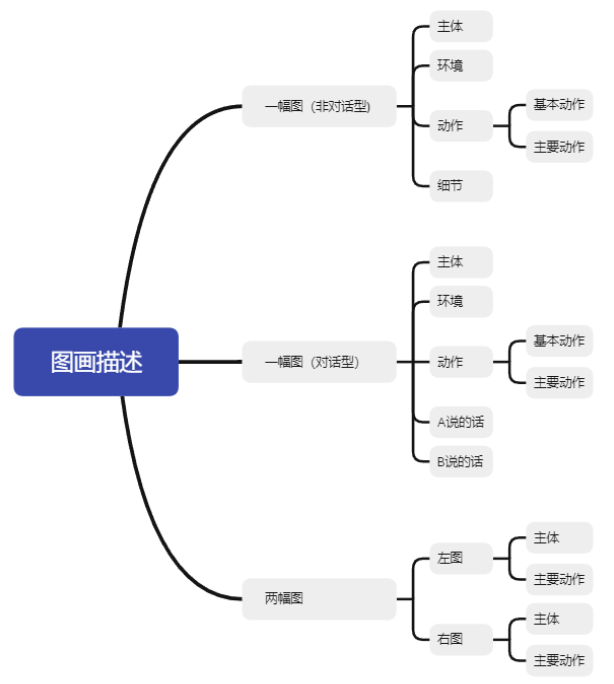 图画描述
一幅图（非对话型)
主体
环境
动作
基本动作
主要动作
细节
一幅图（对话型）
主体
环境
动作
基本动作
主要动作
A说的话
B说的话
两幅图
左图
主体
主要动作
右图
主体
主要动作